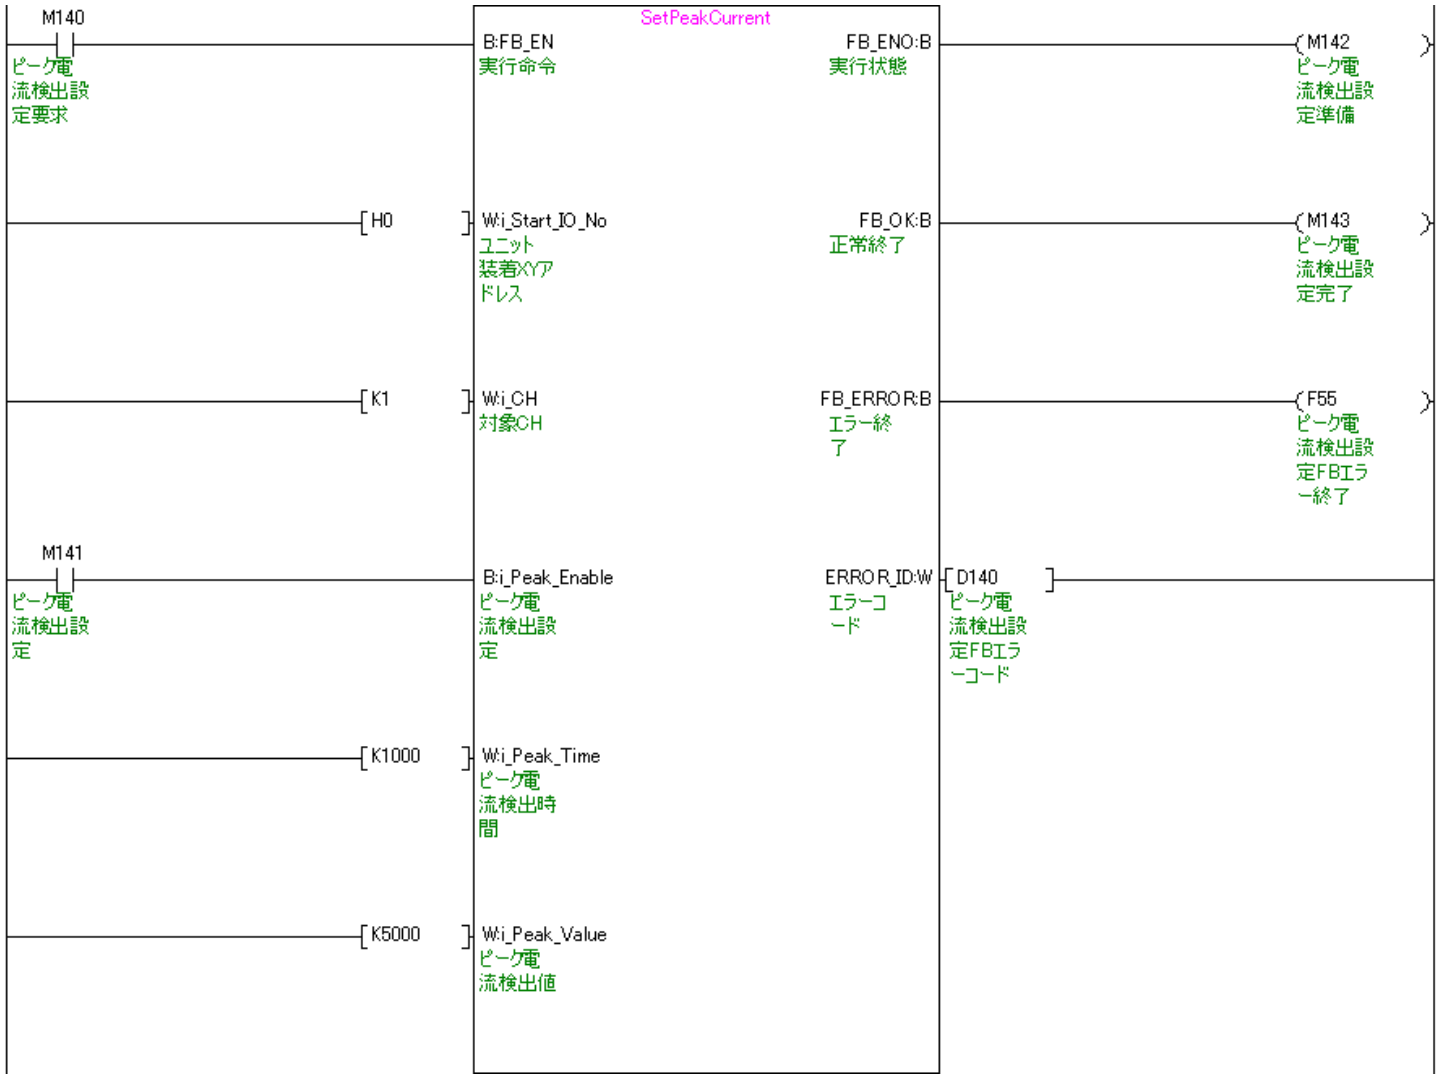 SetPeakCurrent
M140
ピーク電
流検出設
定要求
B:FB_EN
実行命令
FB_ENO:B
実行状態
M142
ピーク電
流検出設
定準備
H0
W:i_Start_IO_No
ユニット
装着XYア
ドレス
FB_OK:B
正常終了
M143
ピーク電
流検出設
定完了
K1
W:i_CH
対象CH
FB_ERROR:B
エラー終
了
F55
ピーク電
流検出設
定FBエラ
ー終了
M141
ピーク電
流検出設
定
B:i_Peak_Enable
ピーク電
流検出設
定
ERROR_ID:W
エラーコ
ード
D140
ピーク電
流検出設
定FBエラ
ーコード
K1000
W:i_Peak_Time
ピーク電
流検出時
間
K5000
W:i_Peak_Value
ピーク電
流検出値